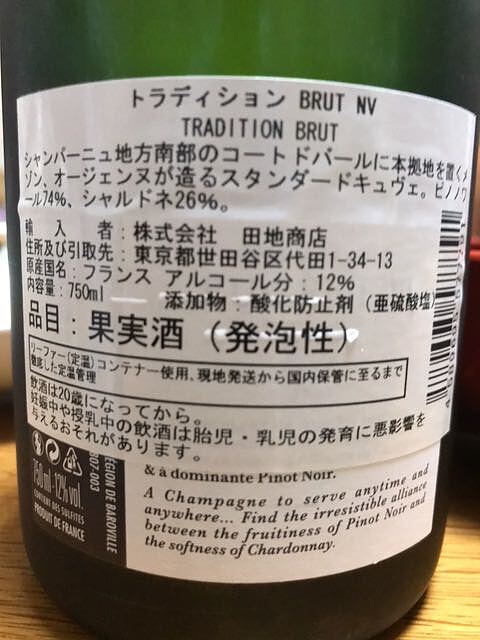 トラディション BRUT NV
TRADITION BRUT
シャンパーニュ地方南部のコートドバールに本拠地を置くメ
ゾン、オージェンヌが造るスタンダードキュヴェ。ピノノワ
ール74%、シャルドネ26%。
輸入者:株式会社 田地商店
住所及び引取先:東京都世田谷区代田1-34-13
原産国名:フランス アルコール分:12%
内容量:750ml 添加物:酸化防止剤(亜硫酸塩)
品目:果実酒(発泡性)
リーファー(定温)コンテナー使用、現地発送から国内保管に至るまで
徹底した定温管理
飲酒は20歳になってから。
妊娠中や授乳中の飲酒は胎児・乳児の発育に悪影響を
与えるおそれがあります。
& à dominante Pinot Noir.
A Champagne to serve anytime and
anywhere... Find the irresistible alliance
between the fruitiness of Pinot Noir and
the softness of Chardonnay.
750 ml - 12% vol
CONTENT DES SULFITES
PRODUIT DE FRANCE
RÉGION DE BAROVILLE